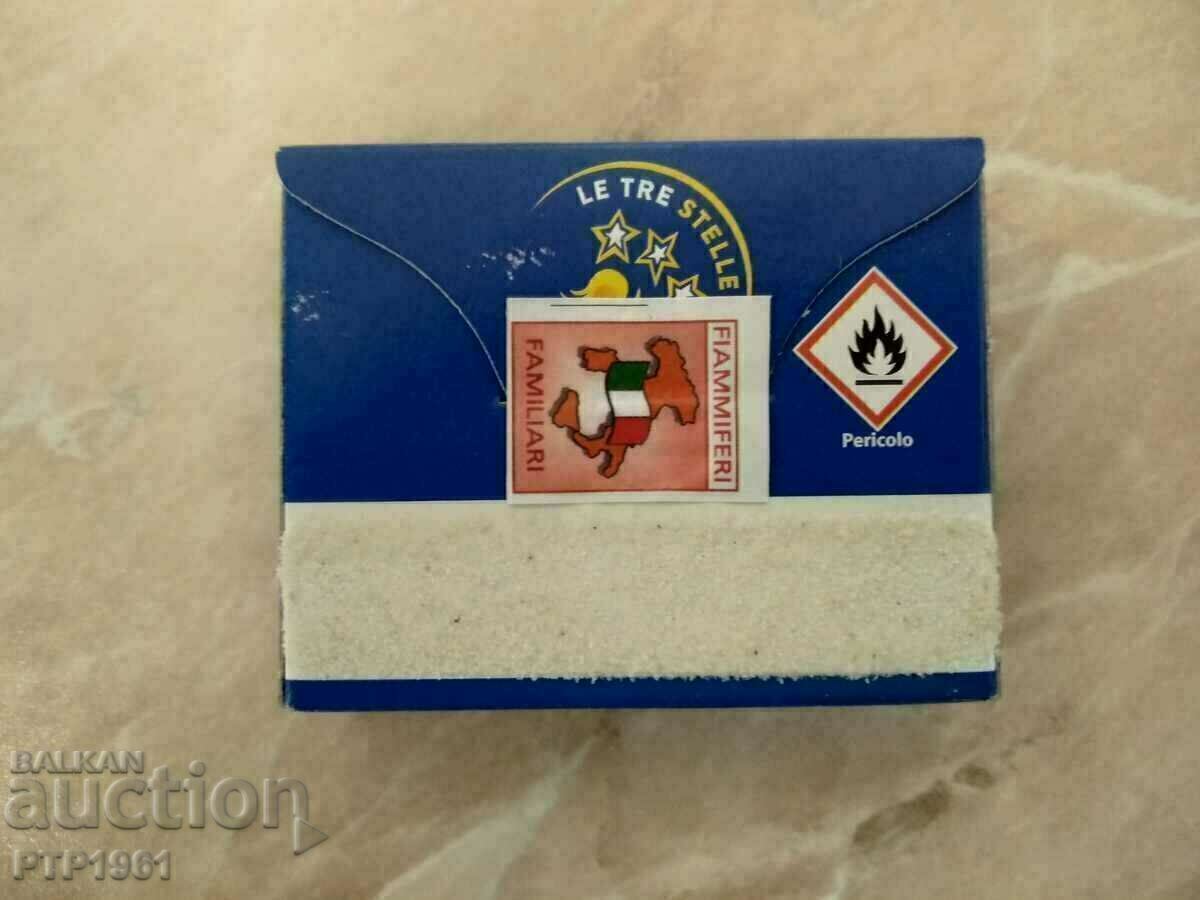 LE TRE STELLE
FIAMMIFERI
FAMILIARI
Pericolo
BALKAN
auction
PTP1961